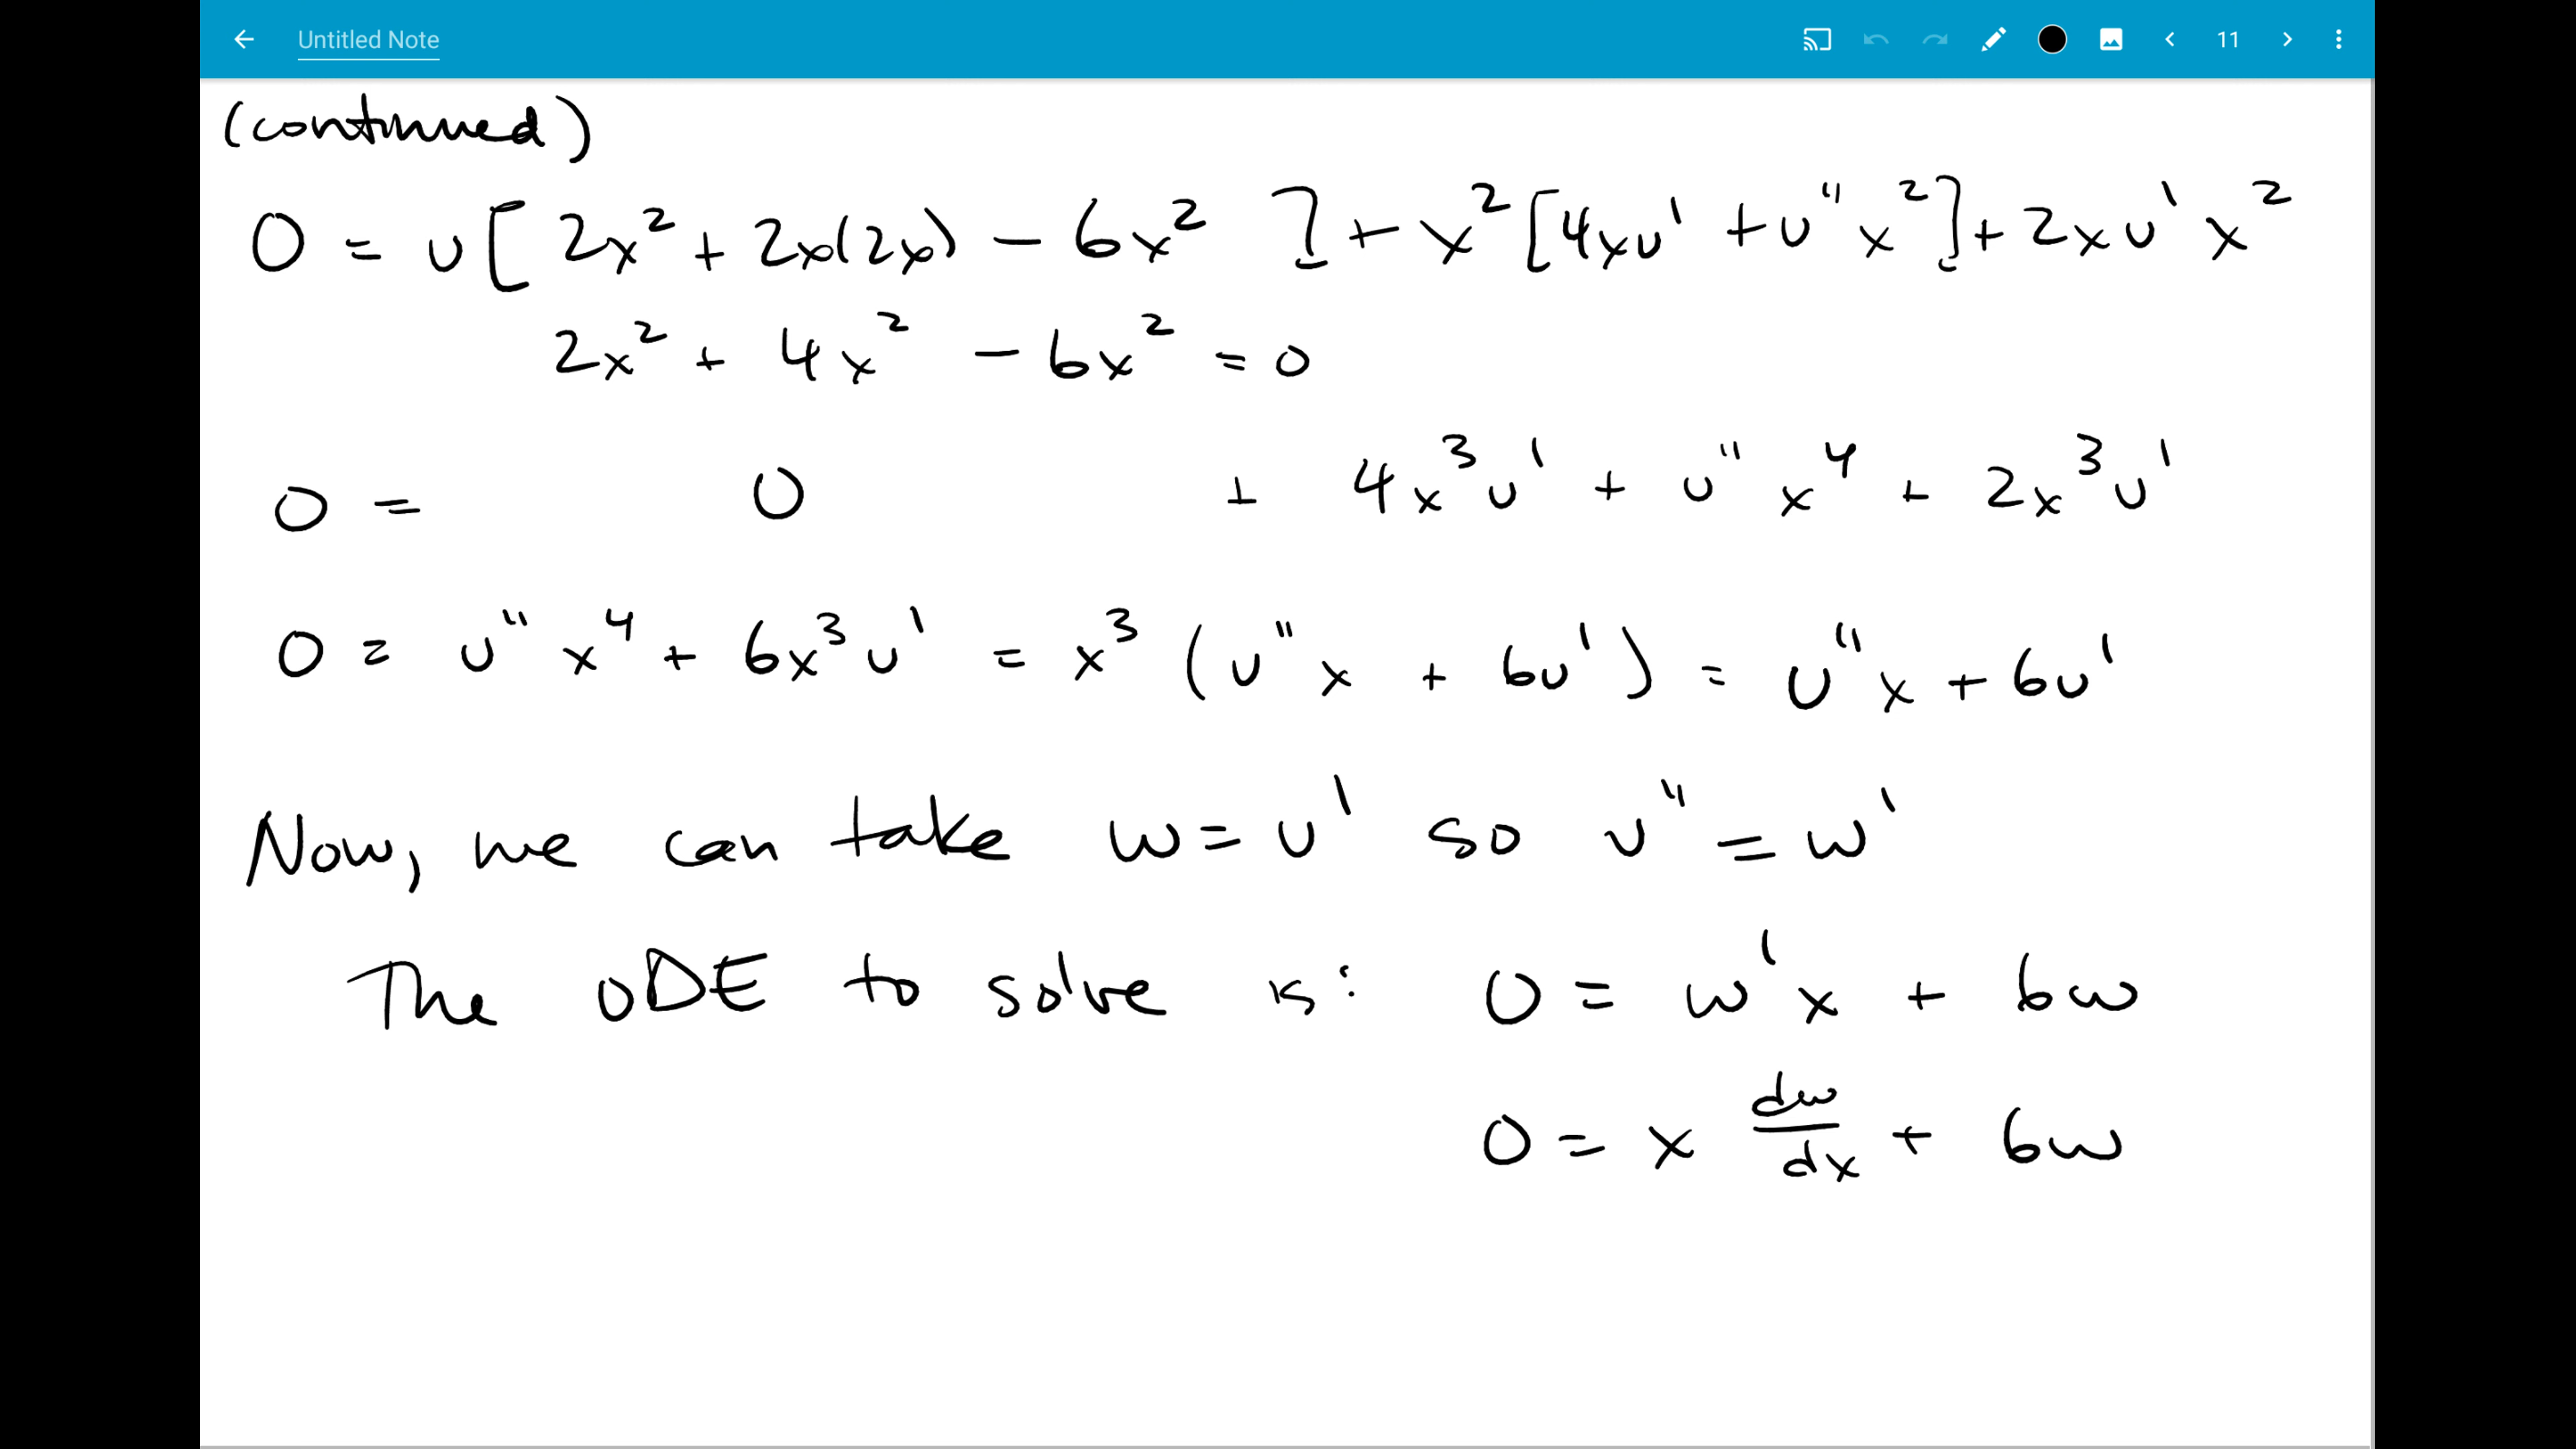 Untitled Note
11
(continued)
0 = u[2x² + 2x(2x) − 6x² ] + x²[4xu' + u''x²] + 2xu'x²
2x² + 4x² − 6x² = 0
0 = 0 + 4x³u' + u''x⁴ + 2x³u'
0 = u''x⁴ + 6x³u' = x³(u''x + 6u') = u''x + 6u'
Now, we can take w = u' so u'' = w'
The ODE to solve is: 0 = w'x + 6w
0 = x dw/dx + 6w